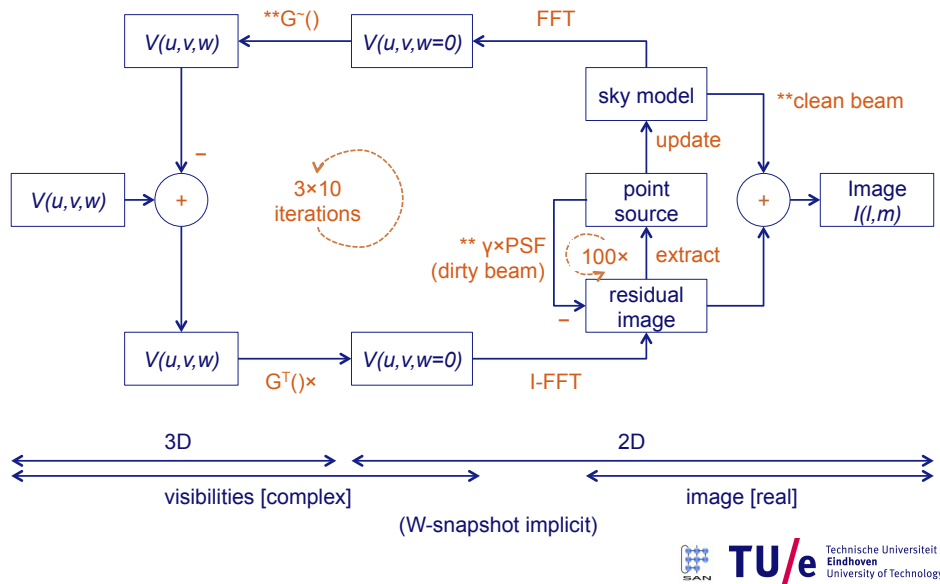 **G~()
FFT
V(u,v,w)
V(u,v,w=0)
sky model
**clean beam
update
–
V(u,v,w)
+
3×10
iterations
point
source
+
Image
I(l,m)
** γ×PSF
(dirty beam)
100×
extract
residual
image
–
V(u,v,w)
V(u,v,w=0)
Gᵀ()×
I-FFT
3D
2D
visibilities [complex]
image [real]
(W-snapshot implicit)
SAN
TU/e
Technische Universiteit
Eindhoven
University of Technology